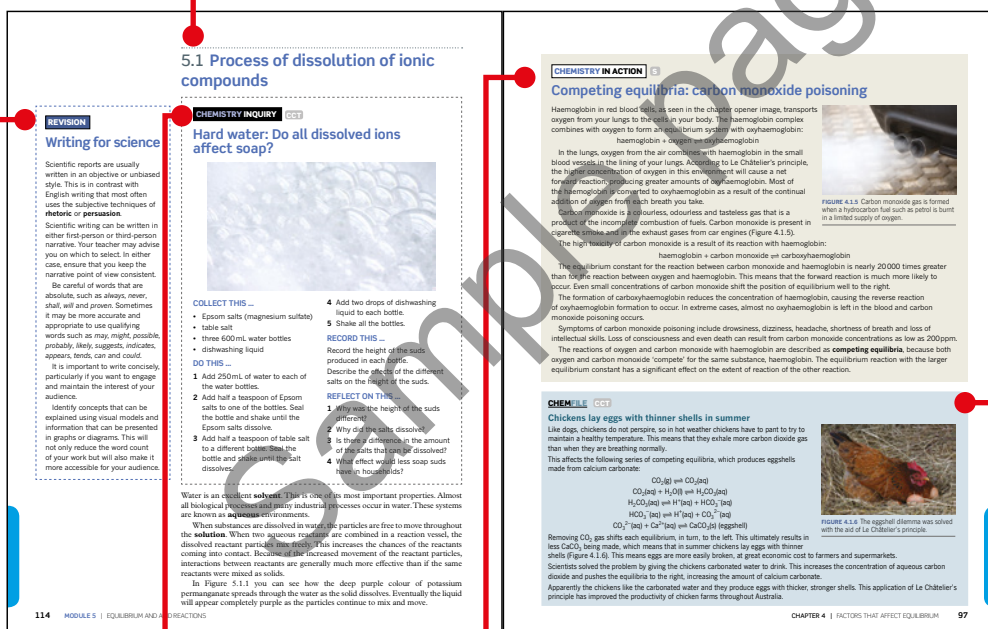 5.1 Process of dissolution of ionic
compounds
REVISION
Writing for science
Scientific reports are usually
written in an objective or unbiased
style. This is in contrast with
English writing that most often
uses the subjective techniques of
rhetoric or persuasion.
Scientific writing can be written in
either first-person or third-person
narrative. Your teacher may advise
you on which to select. In either
case, ensure that you keep the
narrative point of view consistent.
Be careful of words that are
absolute, such as always, never,
shall, will and proven. Sometimes
it may be more accurate and
appropriate to use qualifying
words such as may, might, possible,
probably, likely, suggests, indicates,
appears, tends, can and could.
It is important to write concisely,
particularly if you want to engage
and maintain the interest of your
audience.
Identify concepts that can be
explained using visual models and
information that can be presented
in graphs or diagrams. This will
not only reduce the word count
of your work but will also make it
more accessible for your audience.
CHEMISTRY INQUIRY CCT
Hard water: Do all dissolved ions
affect soap?
COLLECT THIS ...
• Epsom salts (magnesium sulfate)
• table salt
• three 600 mL water bottles
• dishwashing liquid
DO THIS ...
1 Add 250 mL of water to each of
the water bottles.
2 Add half a teaspoon of Epsom
salts to one of the bottles. Seal
the bottle and shake until the
Epsom salts dissolve.
3 Add half a teaspoon of table salt
to a different bottle. Seal the
bottle and shake until the salt
dissolves.
4 Add two drops of dishwashing
liquid to each bottle.
5 Shake all the bottles.
RECORD THIS ...
Record the height of the suds
produced in each bottle.
Describe the effects of the different
salts on the height of the suds.
REFLECT ON THIS ...
1 Why was the height of the suds
different?
2 Why did the salts dissolve?
3 Is there a difference in the amount
of the salts that can be dissolved?
4 What effect would less soap suds
have in households?
Water is an excellent solvent. This is one of its most important properties. Almost
all biological processes and many industrial processes occur in water. These systems
are known as aqueous environments.
When substances are dissolved in water, the particles are free to move throughout
the solution. When two aqueous reactants are combined in a reaction vessel, the
dissolved reactant particles mix freely. This increases the chances of the reactants
coming into contact. Because of the increased movement of the reactant particles,
interactions between reactants are generally much more effective than if the same
reactants were mixed as solids.
In Figure 5.1.1 you can see how the deep purple colour of potassium
permanganate spreads through the water as the solid dissolves. Eventually the liquid
will appear completely purple as the particles continue to mix and move.
114 MODULE 5 | EQUILIBRIUM AND REACTIONS
CHEMISTRY IN ACTION S
Competing equilibria: carbon monoxide poisoning
Haemoglobin in red blood cells, as seen in the chapter opener image, transports
oxygen from your lungs to the cells in your body. The haemoglobin complex
combines with oxygen to form an equilibrium system with oxyhaemoglobin:
haemoglobin + oxygen ⇌ oxyhaemoglobin
In the lungs, oxygen from the air combines with haemoglobin in the small
blood vessels in the lining of your lungs. According to Le Châtelier's principle,
the higher concentration of oxygen in this environment will cause a net
forward reaction, producing greater amounts of oxyhaemoglobin. Most of
the haemoglobin is converted to oxyhaemoglobin as a result of the continual
addition of oxygen from each breath you take.
Carbon monoxide is a colourless, odourless and tasteless gas that is a
product of the incomplete combustion of fuels. Carbon monoxide is present in
cigarette smoke and in the exhaust gases from car engines (Figure 4.1.5).
The high toxicity of carbon monoxide is a result of its reaction with haemoglobin:
haemoglobin + carbon monoxide ⇌ carboxyhaemoglobin
The equilibrium constant for the reaction between carbon monoxide and haemoglobin is nearly 20 000 times greater
than for the reaction between oxygen and haemoglobin. This means that the forward reaction is much more likely to
occur. Even small concentrations of carbon monoxide shift the position of equilibrium well to the right.
The formation of carboxyhaemoglobin reduces the concentration of haemoglobin, causing the reverse reaction
of oxyhaemoglobin formation to occur. In extreme cases, almost no oxyhaemoglobin is left in the blood and carbon
monoxide poisoning occurs.
Symptoms of carbon monoxide poisoning include drowsiness, dizziness, headache, shortness of breath and loss of
intellectual skills. Loss of consciousness and even death can result from carbon monoxide concentrations as low as 200 ppm.
The reactions of oxygen and carbon monoxide with haemoglobin are described as competing equilibria, because both
oxygen and carbon monoxide 'compete' for the same substance, haemoglobin. The equilibrium reaction with the larger
equilibrium constant has a significant effect on the extent of reaction of the other reaction.
FIGURE 4.1.5 Carbon monoxide gas is formed
when a hydrocarbon fuel such as petrol is burnt
in a limited supply of oxygen.
CHEMFILE CCT
Chickens lay eggs with thinner shells in summer
Like dogs, chickens do not perspire, so in hot weather chickens have to pant to try to
maintain a healthy temperature. This means that they exhale more carbon dioxide gas
than when they are breathing normally.
This affects the following series of competing equilibria, which produces eggshells
made from calcium carbonate:
CO₂(g) ⇌ CO₂(aq)
CO₂(aq) + H₂O(l) ⇌ H₂CO₃(aq)
H₂CO₃(aq) ⇌ H⁺(aq) + HCO₃⁻(aq)
HCO₃⁻(aq) ⇌ H⁺(aq) + CO₃²⁻(aq)
CO₃²⁻(aq) + Ca²⁺(aq) ⇌ CaCO₃(s) (eggshell)
Removing CO₂ gas shifts each equilibrium, in turn, to the left. This ultimately results in
less CaCO₃ being made, which means that in summer chickens lay eggs with thinner
shells (Figure 4.1.6). This means eggs are more easily broken, at great economic cost to farmers and supermarkets.
Scientists solved the problem by giving the chickens carbonated water to drink. This increases the concentration of aqueous carbon
dioxide and pushes the equilibria to the right, increasing the amount of calcium carbonate.
Apparently the chickens like the carbonated water and they produce eggs with thicker, stronger shells. This application of Le Châtelier's
principle has improved the productivity of chicken farms throughout Australia.
FIGURE 4.1.6 The eggshell dilemma was solved
with the aid of Le Châtelier's principle.
CHAPTER 4 | FACTORS THAT AFFECT EQUILIBRIUM 97
Sample pag